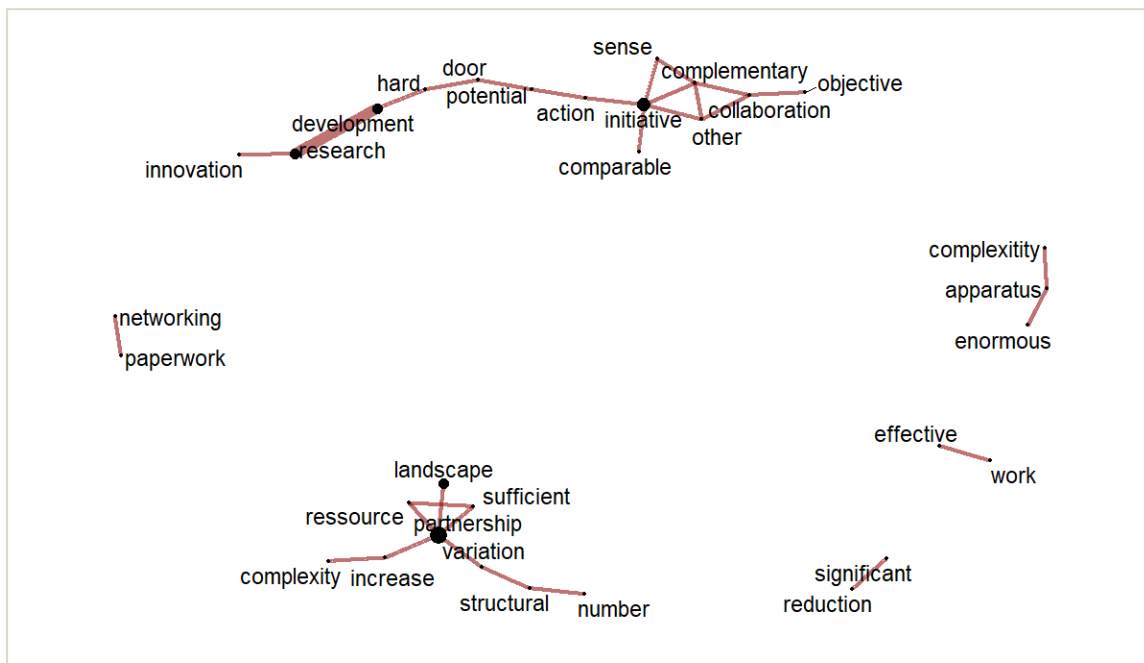 sense
door
complementary
hard
objective
potential
action
initiative
collaboration
development
other
research
innovation
comparable
complexitity
apparatus
networking
enormous
paperwork
effective
landscape
work
sufficient
ressource
partnership
variation
complexity
increase
significant
structural
number
reduction